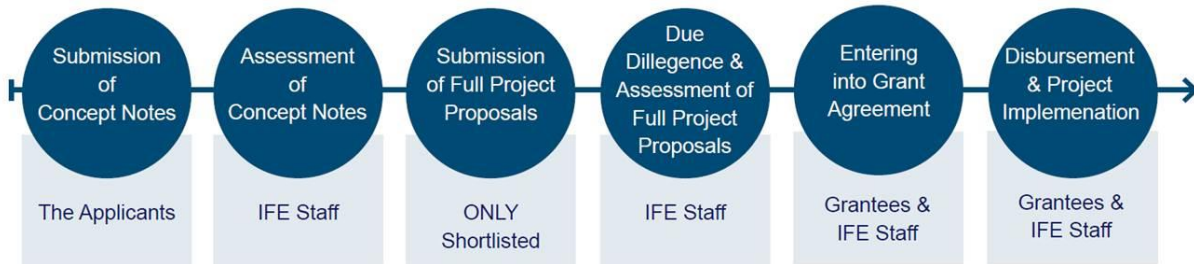 Submission
of
Concept Notes
The Applicants
Assessment
of
Concept Notes
IFE Staff
Submission
of Full Project
Proposals
ONLY
Shortlisted
Due
Dillegence &
Assessment of
Full Project
Proposals
IFE Staff
Entering
into Grant
Agreement
Grantees &
IFE Staff
Disbursement
& Project
Implemenation
Grantees &
IFE Staff